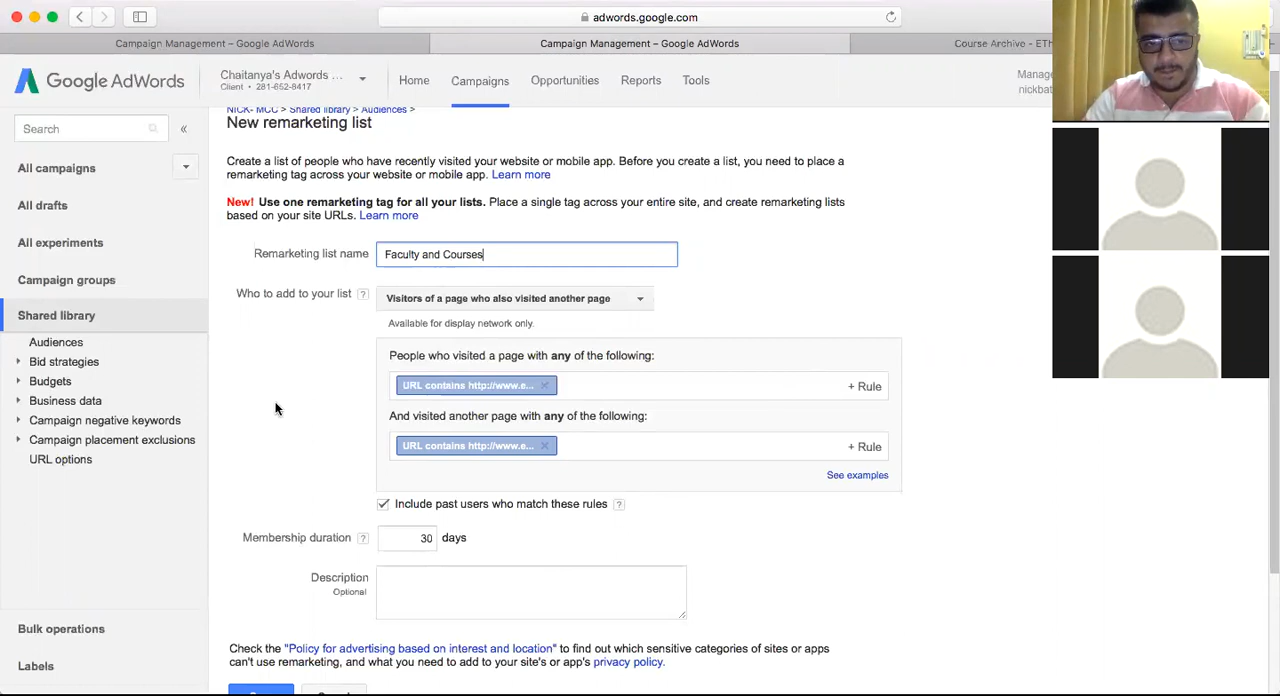 adwords.google.com
Campaign Management – Google AdWords
Campaign Management – Google AdWords
Course Archive - ETH
Google AdWords
Chaitanya's Adwords ...
Client • 281-652-8417
Home
Campaigns
Opportunities
Reports
Tools
Manage
nickbat
Search
«
All campaigns
All drafts
All experiments
Campaign groups
Shared library
Audiences
Bid strategies
Budgets
Business data
Campaign negative keywords
Campaign placement exclusions
URL options
Bulk operations
Labels
NICK- MCC > Shared library > Audiences >
New remarketing list
Create a list of people who have recently visited your website or mobile app. Before you create a list, you need to place a
remarketing tag across your website or mobile app. Learn more
New! Use one remarketing tag for all your lists. Place a single tag across your entire site, and create remarketing lists
based on your site URLs. Learn more
Remarketing list name
Faculty and Courses
Who to add to your list ?
Visitors of a page who also visited another page
Available for display network only.
People who visited a page with any of the following:
URL contains http://www.e... ×
+ Rule
And visited another page with any of the following:
URL contains http://www.e... ×
+ Rule
See examples
Include past users who match these rules ?
Membership duration ?
30 days
Description
Optional
Check the "Policy for advertising based on interest and location" to find out which sensitive categories of sites or apps
can't use remarketing, and what you need to add to your site's or app's privacy policy.